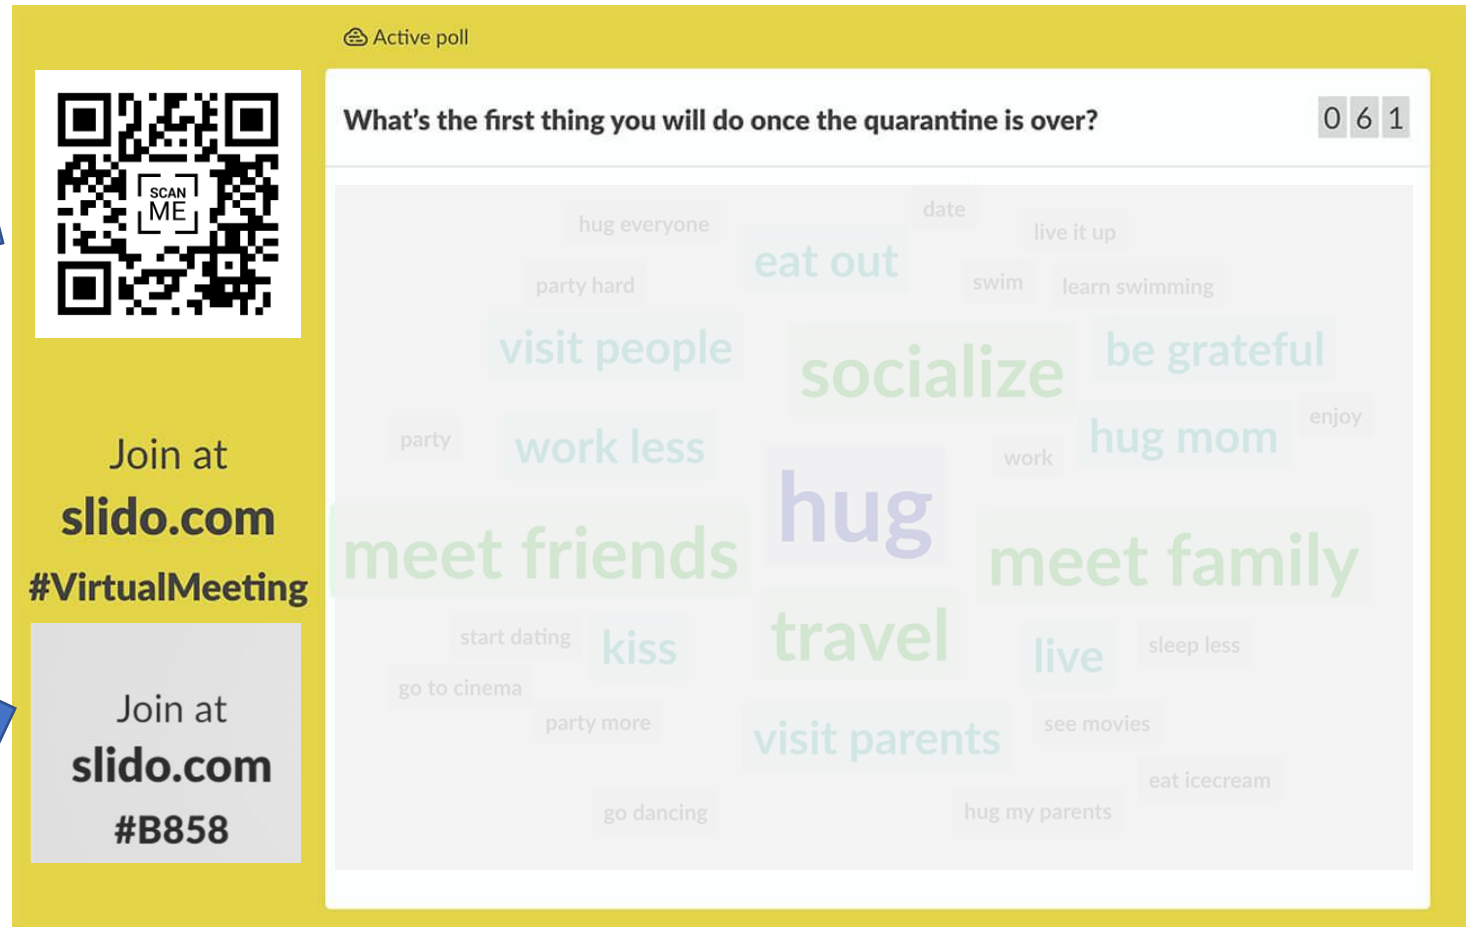 Active poll
What's the first thing you will do once the quarantine is over?
0 6 1
SCAN
ME
Join at
slido.com
#VirtualMeeting
Join at
slido.com
#B858
date
hug everyone
live it up
eat out
party hard
swim
learn swimming
visit people
socialize
be grateful
enjoy
party
work less
work
hug mom
hug
meet friends
meet family
start dating
kiss
travel
live
sleep less
go to cinema
party more
visit parents
see movies
eat icecream
go dancing
hug my parents